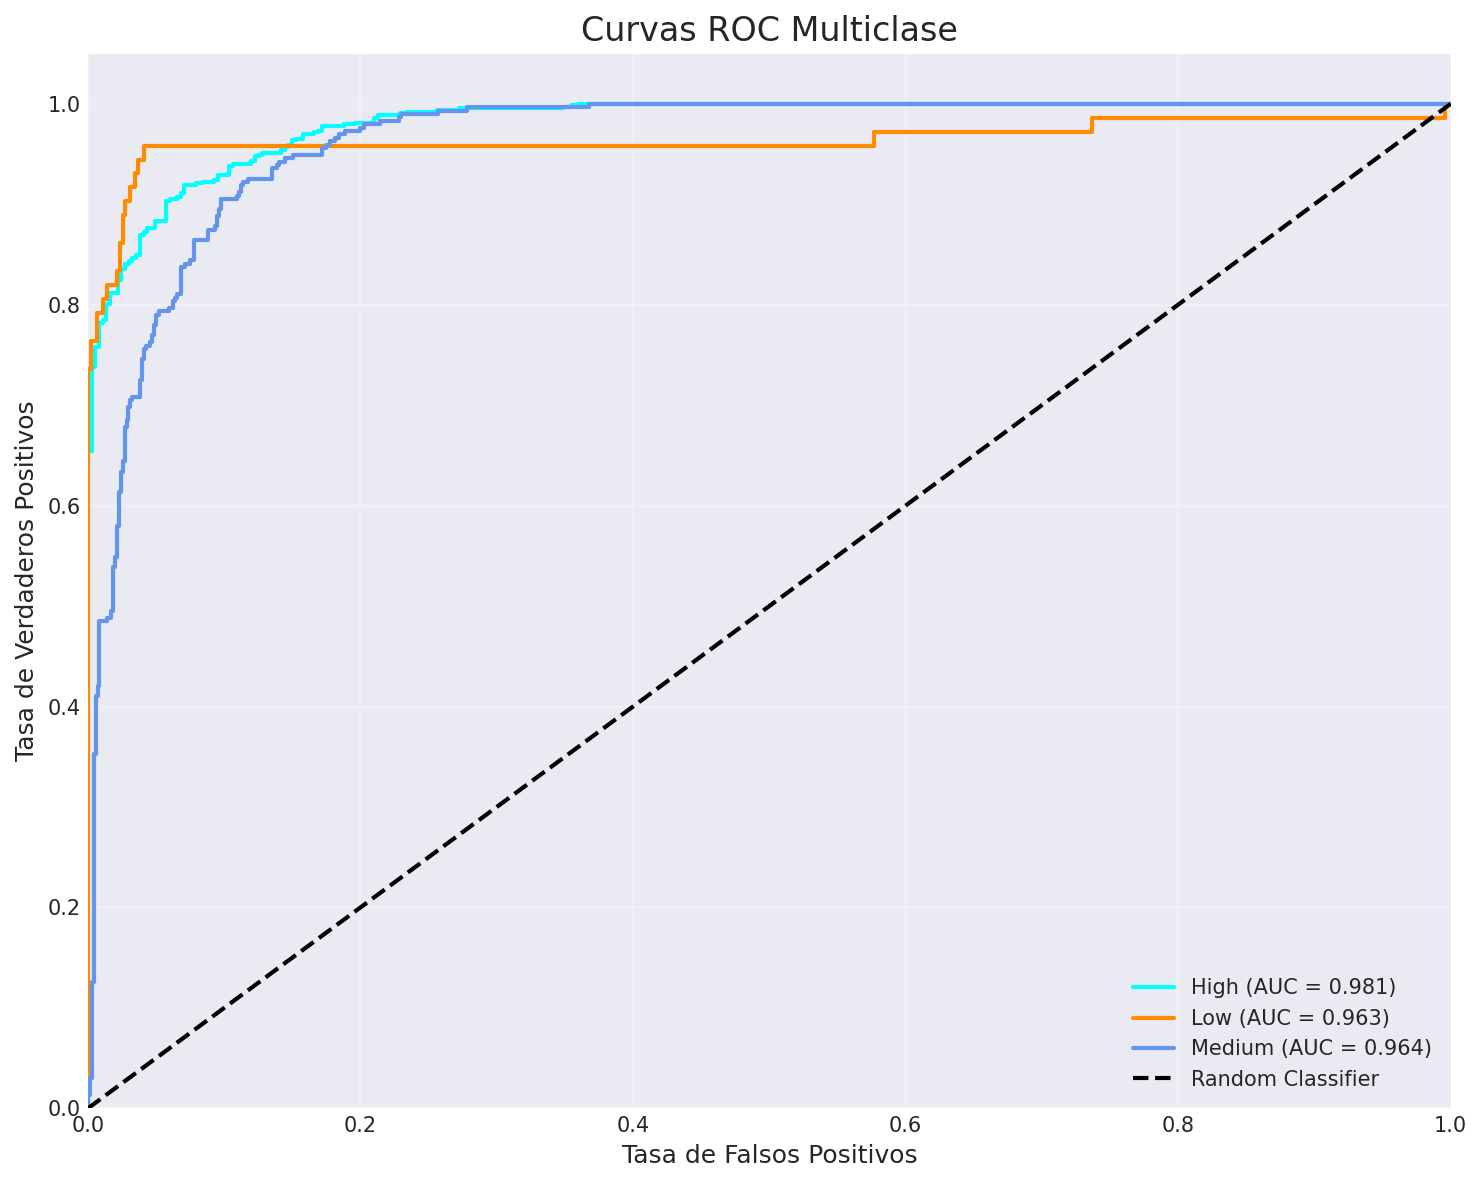 Curvas ROC Multiclase
Tasa de Verdaderos Positivos
1.0
0.8
0.6
0.4
0.2
0.0
0.0 0.2 0.4 0.6 0.8 1.0
Tasa de Falsos Positivos
High (AUC = 0.981)
Low (AUC = 0.963)
Medium (AUC = 0.964)
Random Classifier